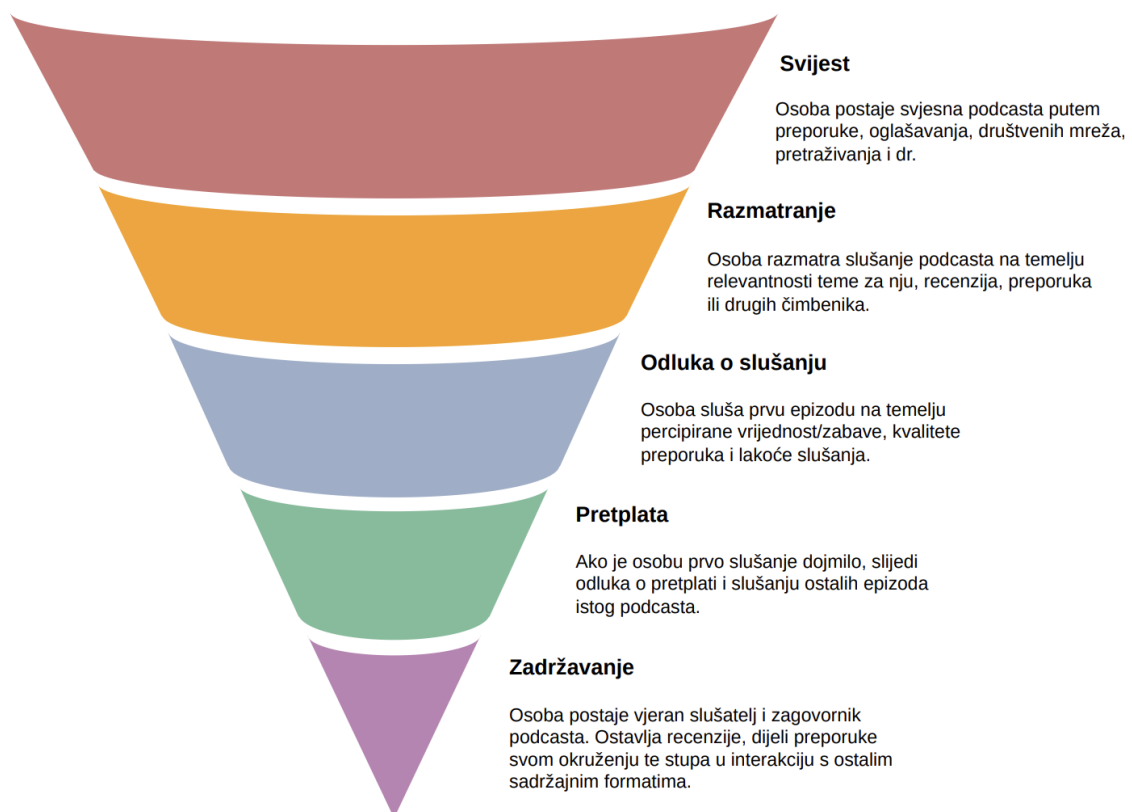 Svijest
Osoba postaje svjesna podcasta putem
preporuke, oglašavanja, društvenih mreža,
pretraživanja i dr.
Razmatranje
Osoba razmatra slušanje podcasta na temelju
relevantnosti teme za nju, recenzija, preporuka
ili drugih čimbenika.
Odluka o slušanju
Osoba sluša prvu epizodu na temelju
percipirane vrijednost/zabave, kvalitete
preporuka i lakoće slušanja.
Pretplata
Ako je osobu prvo slušanje dojmilo, slijedi
odluka o pretplati i slušanju ostalih epizoda
istog podcasta.
Zadržavanje
Osoba postaje vjeran slušatelj i zagovornik
podcasta. Ostavlja recenzije, dijeli preporuke
svom okruženju te stupa u interakciju s ostalim
sadržajnim formatima.